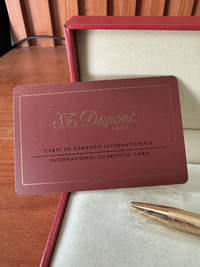 S.T. Dupont
PARIS
CARTE DE GARANTIE INTERNATIONALE
INTERNATIONAL GUARANTEE CARD